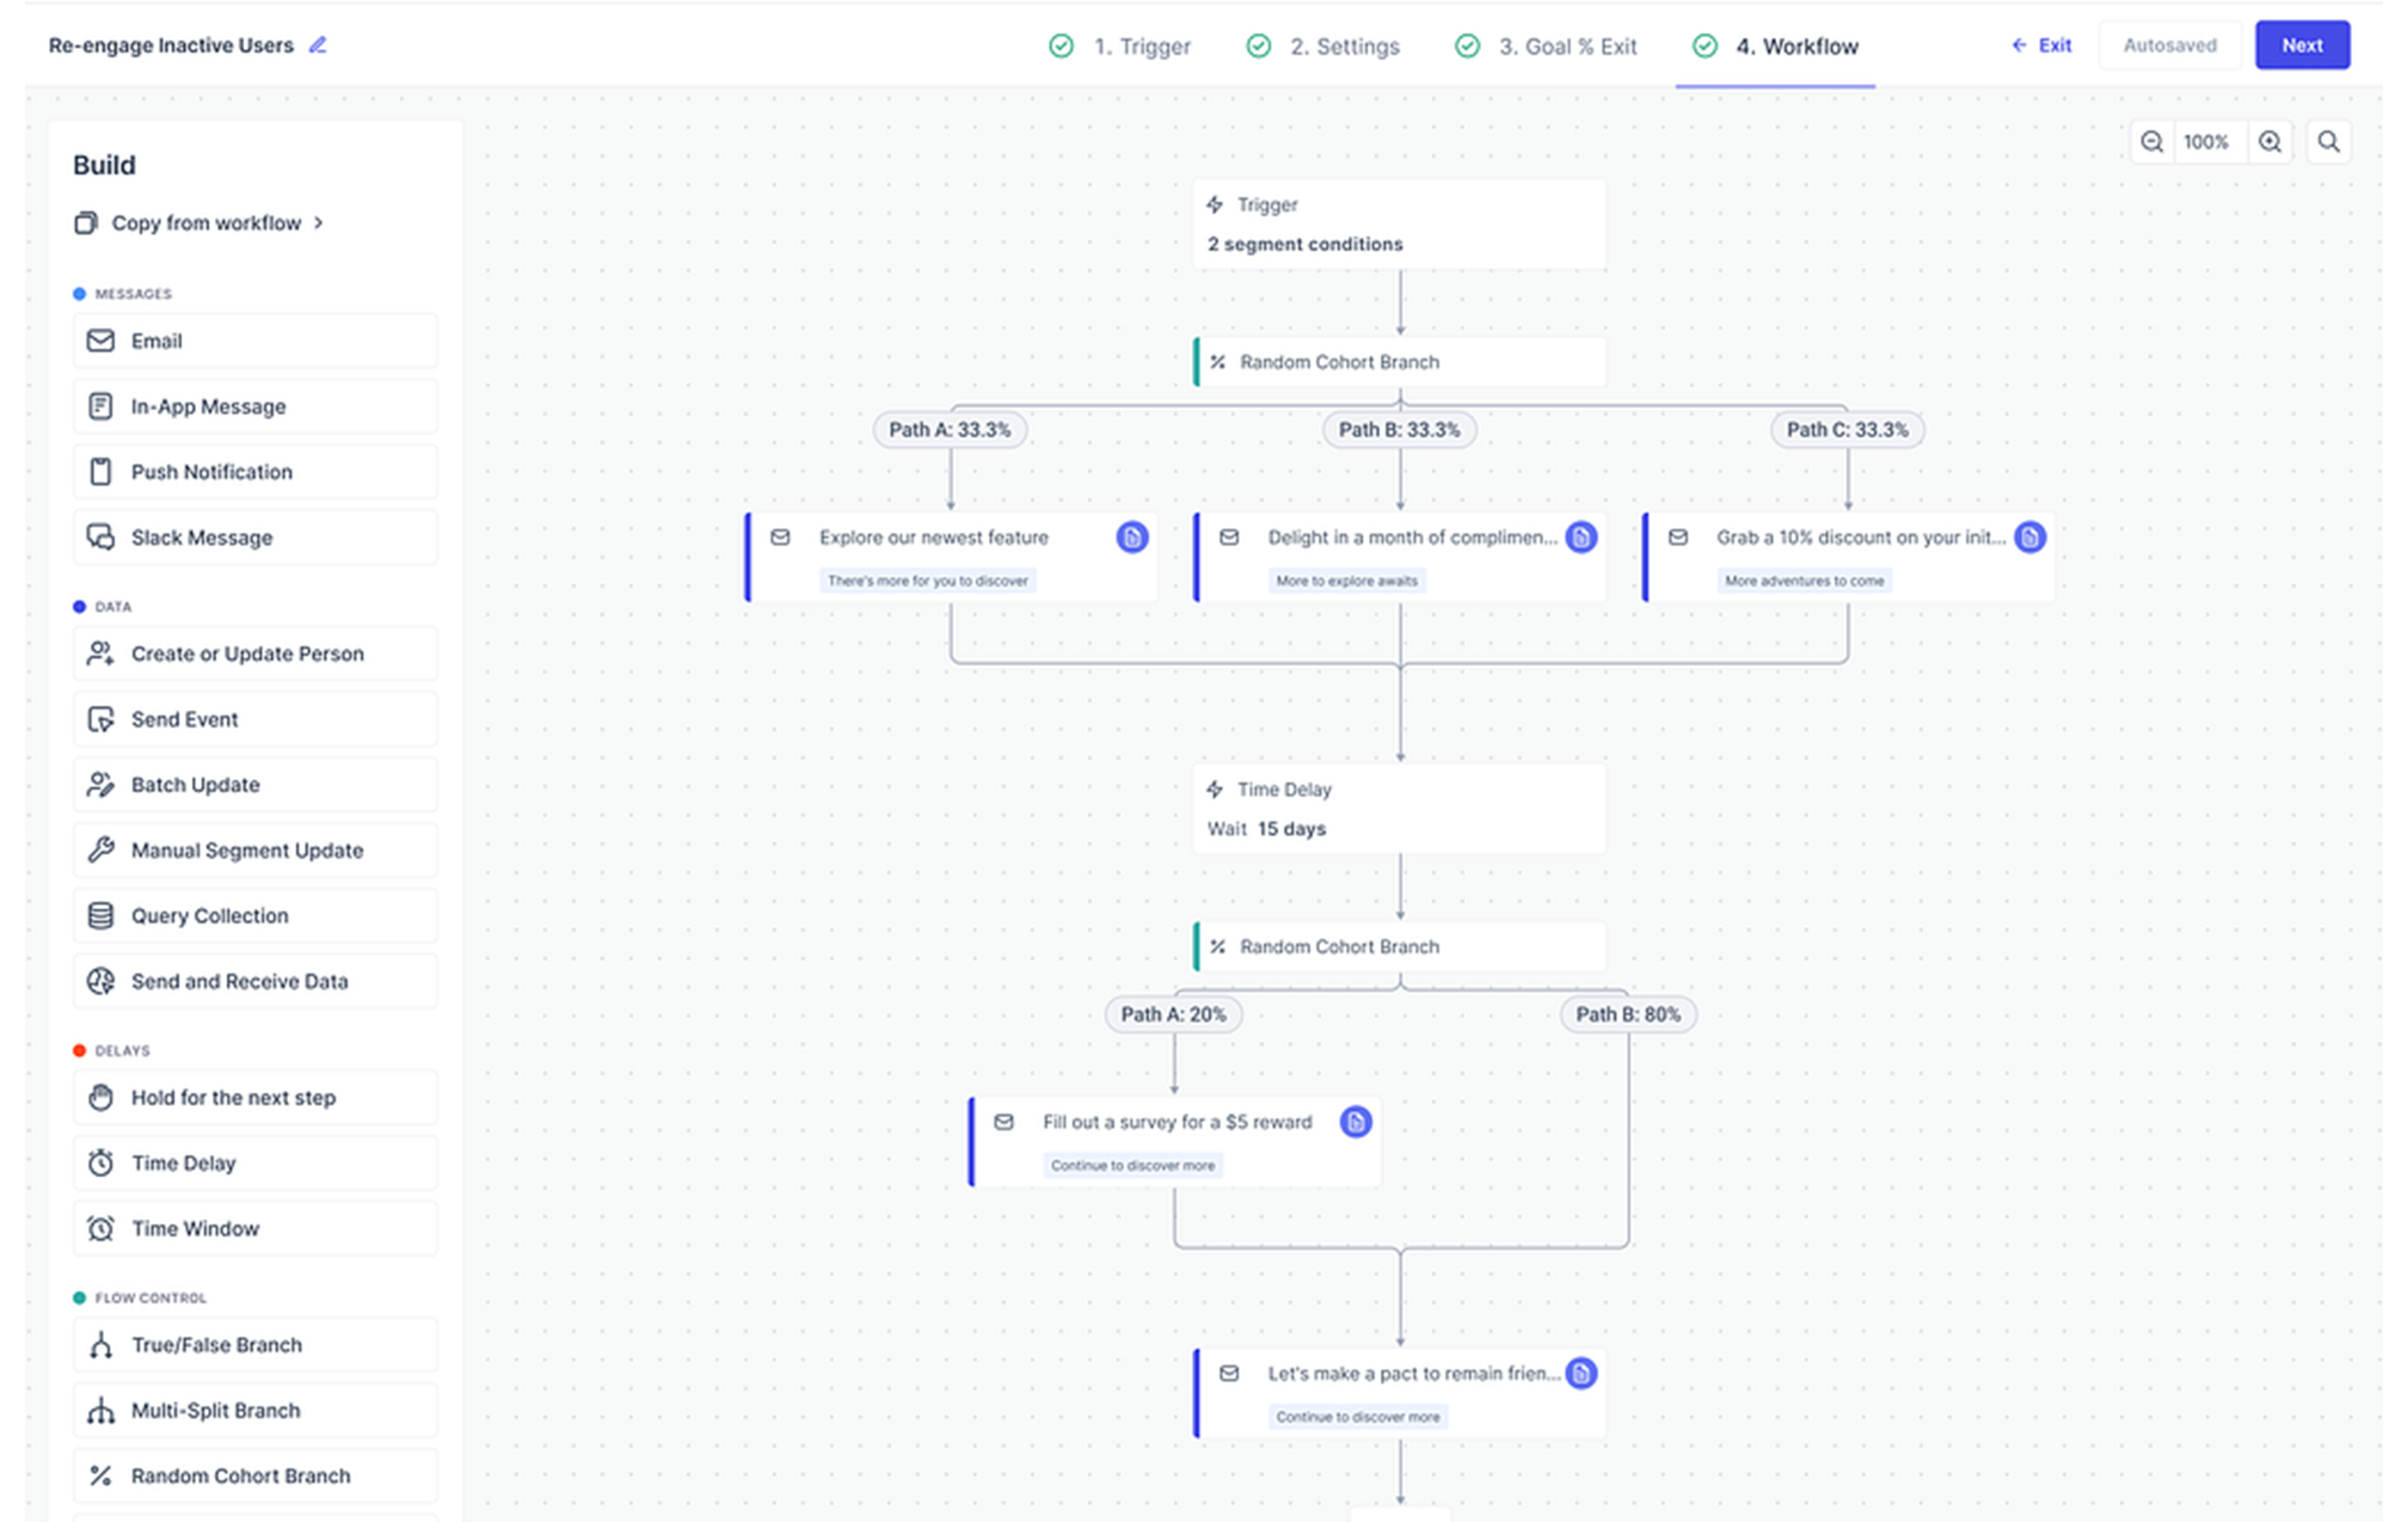 Re-engage Inactive Users
1. Trigger
2. Settings
3. Goal % Exit
4. Workflow
Exit
Autosaved
Next
100%
Build
Copy from workflow
MESSAGES
Email
In-App Message
Push Notification
Slack Message
DATA
Create or Update Person
Send Event
Batch Update
Manual Segment Update
Query Collection
Send and Receive Data
DELAYS
Hold for the next step
Time Delay
Time Window
FLOW CONTROL
True/False Branch
Multi-Split Branch
Random Cohort Branch
Trigger
2 segment conditions
Random Cohort Branch
Path A: 33.3%
Path B: 33.3%
Path C: 33.3%
Explore our newest feature
There's more for you to discover
Delight in a month of complimen...
More to explore awaits
Grab a 10% discount on your init...
More adventures to come
Time Delay
Wait 15 days
Random Cohort Branch
Path A: 20%
Path B: 80%
Fill out a survey for a $5 reward
Continue to discover more
Let's make a pact to remain frien...
Continue to discover more